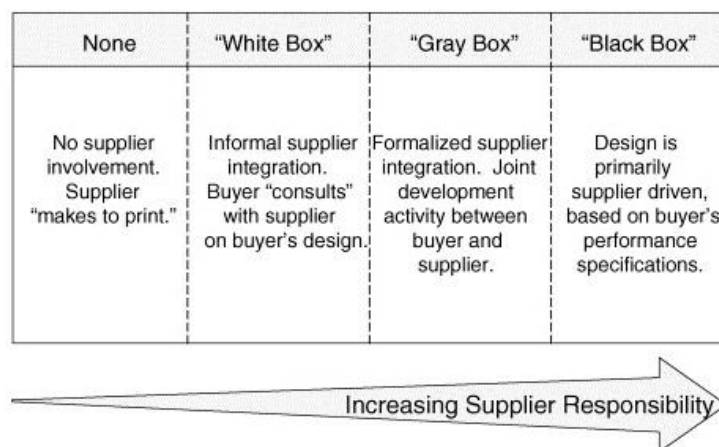 None
“White Box”
“Gray Box”
“Black Box”
No supplier
involvement.
Supplier
“makes to print.”
Informal supplier
integration.
Buyer “consults”
with supplier
on buyer’s design.
Formalized supplier
integration. Joint
development
activity between
buyer and
supplier.
Design is
primarily
supplier driven,
based on buyer’s
performance
specifications.
Increasing Supplier Responsibility